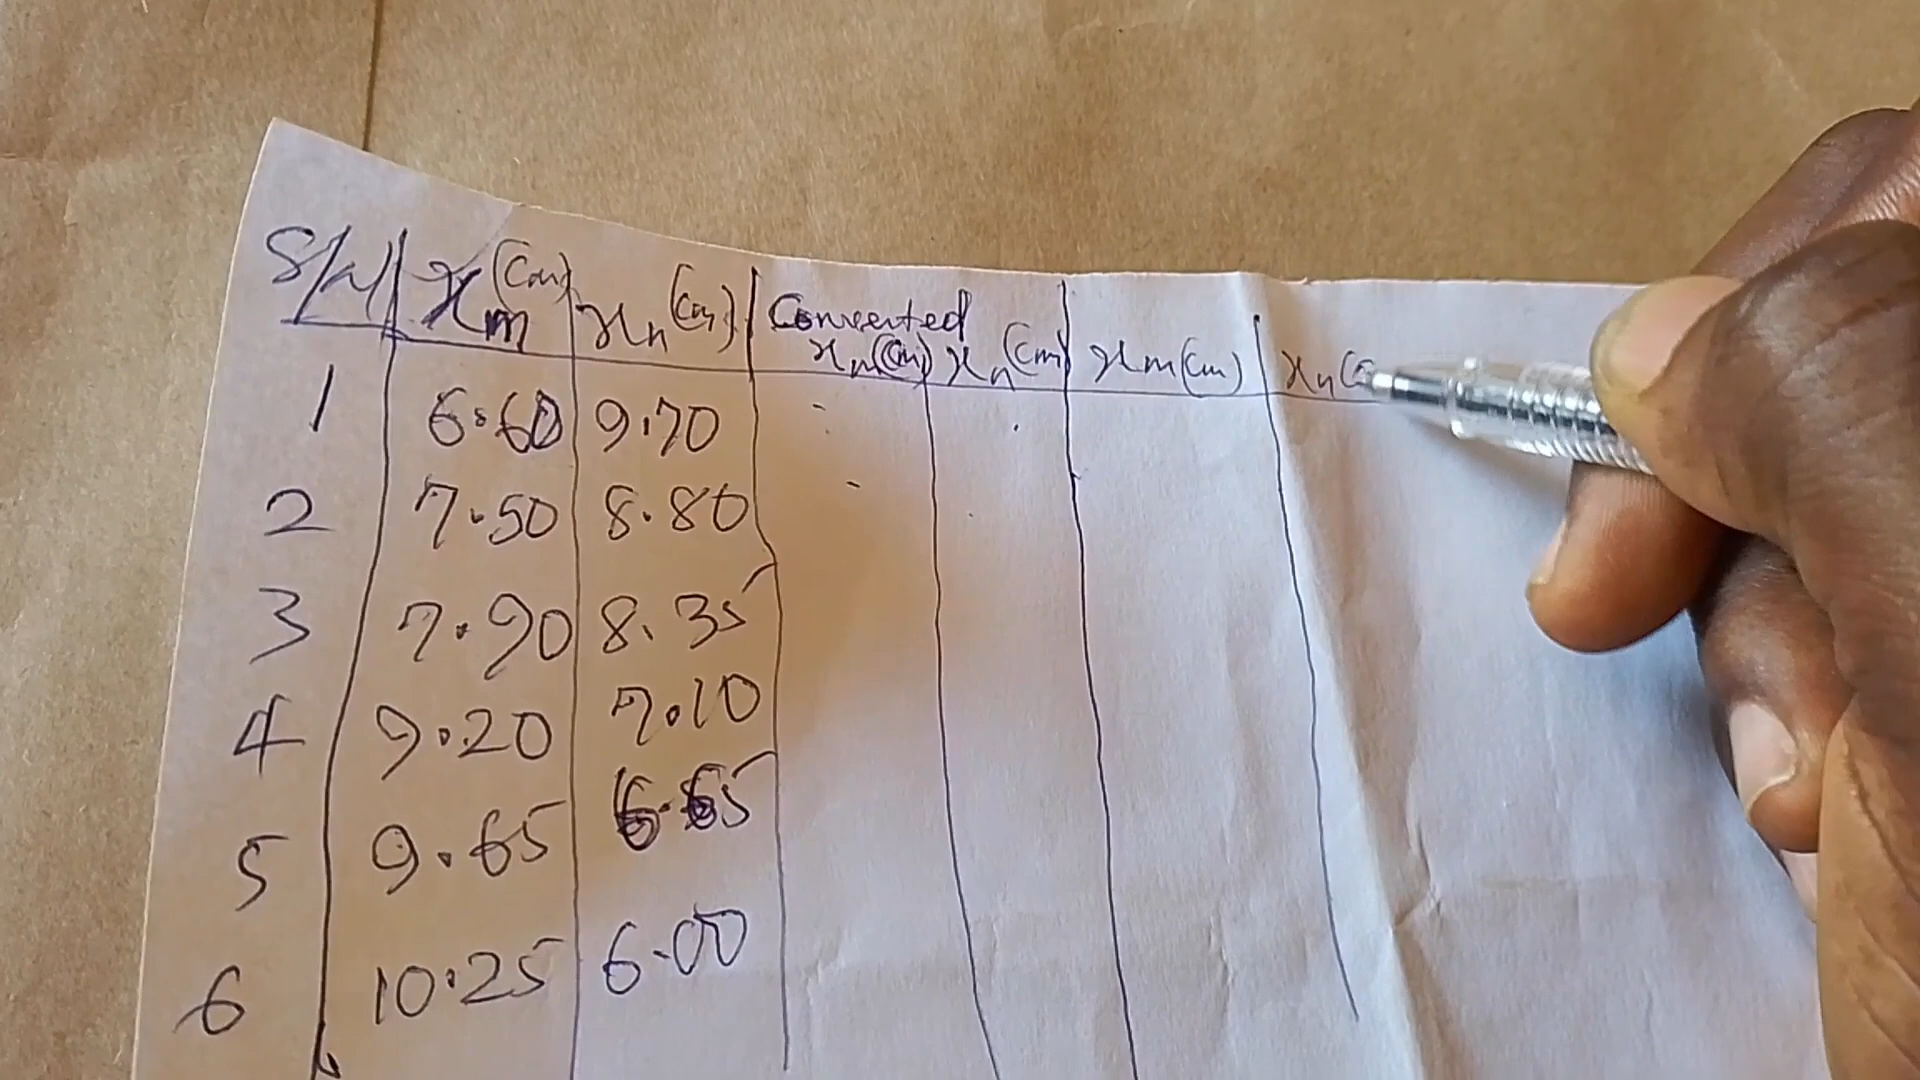 S/N xm (cm) xn (cm) Converted xm (cm) xn (cm) xm (cm) xn (c
1 6.60 9.70
2 7.50 8.80
3 7.90 8.35
4 9.20 7.10
5 9.65 6.65
6 10.25 6.00